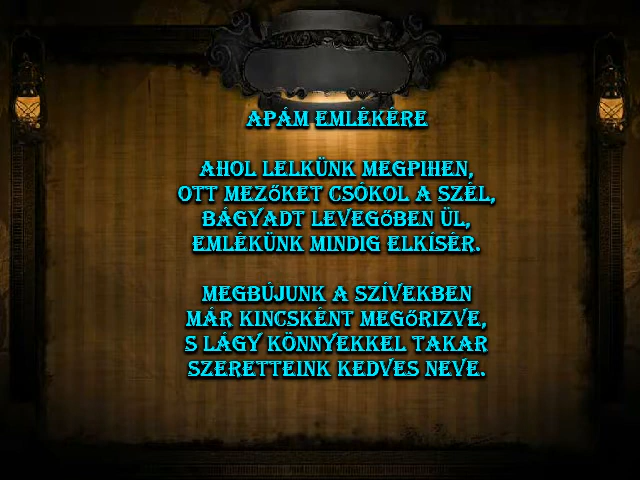 APÁM EMLÉKÉRE
AHOL LELKÜNK MEGPIHEN,
OTT MEZŐKET CSÓKOL A SZÉL,
BÁGYADT LEVEGŐBEN ÜL,
EMLÉKÜNK MINDIG ELKÍSÉR.
MEGBÚJUNK A SZÍVEKBEN
MÁR KINCSKÉNT MEGŐRIZVE,
S LÁGY KÖNNYEKKEL TAKAR
SZERETTEINK KEDVES NEVE.